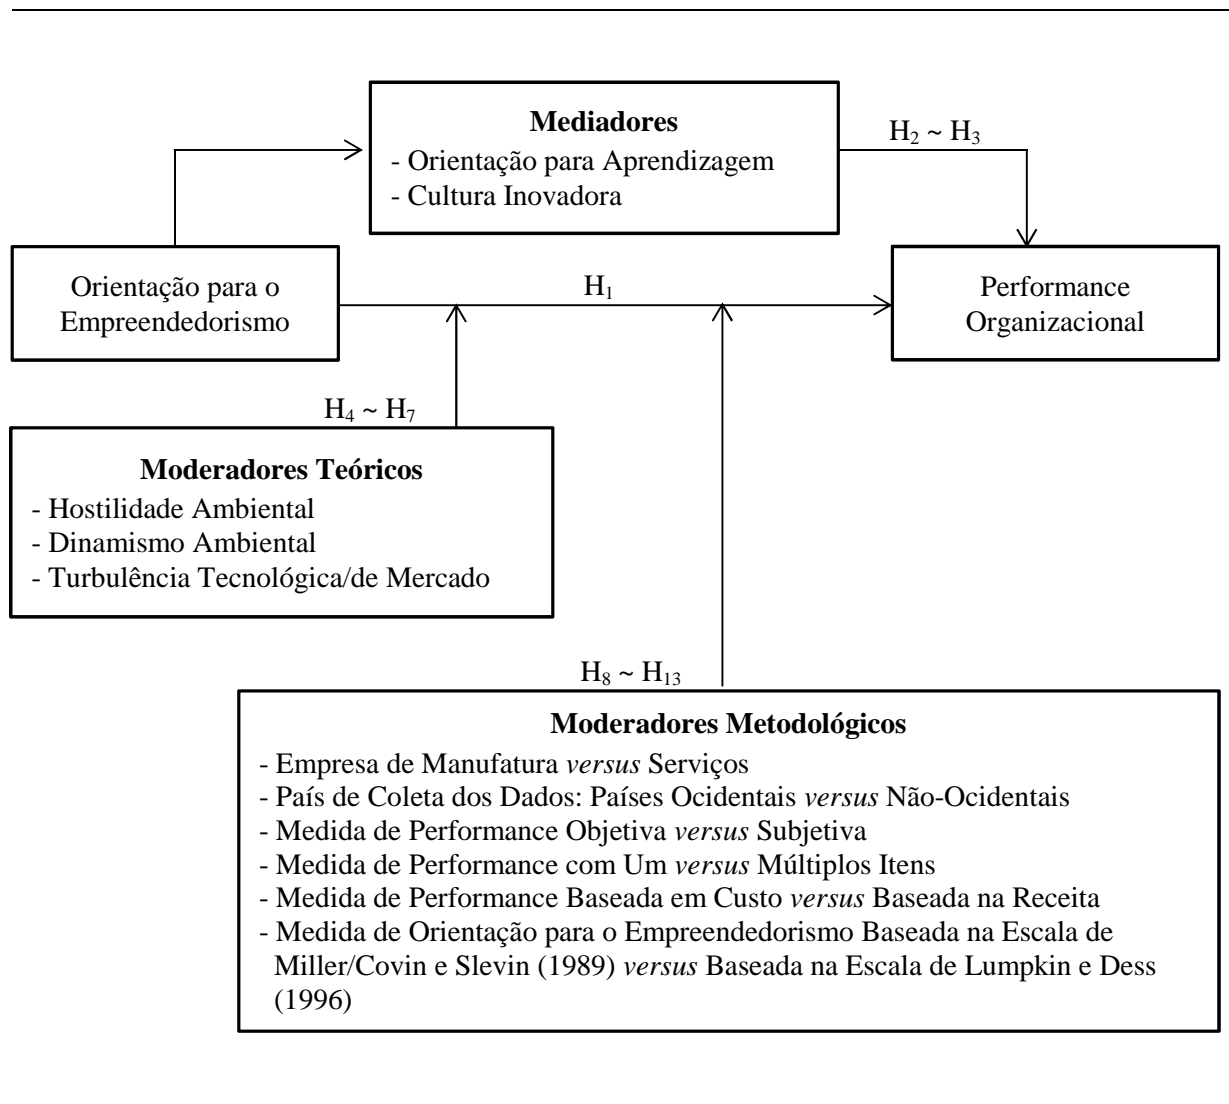 Mediadores
- Orientação para Aprendizagem
- Cultura Inovadora
H2 ~ H3
Orientação para o
Empreendedorismo
H1
Performance
Organizacional
H4 ~ H7
Moderadores Teóricos
- Hostilidade Ambiental
- Dinamismo Ambiental
- Turbulência Tecnológica/de Mercado
H8 ~ H13
Moderadores Metodológicos
- Empresa de Manufatura versus Serviços
- País de Coleta dos Dados: Países Ocidentais versus Não-Ocidentais
- Medida de Performance Objetiva versus Subjetiva
- Medida de Performance com Um versus Múltiplos Itens
- Medida de Performance Baseada em Custo versus Baseada na Receita
- Medida de Orientação para o Empreendedorismo Baseada na Escala de
Miller/Covin e Slevin (1989) versus Baseada na Escala de Lumpkin e Dess
(1996)